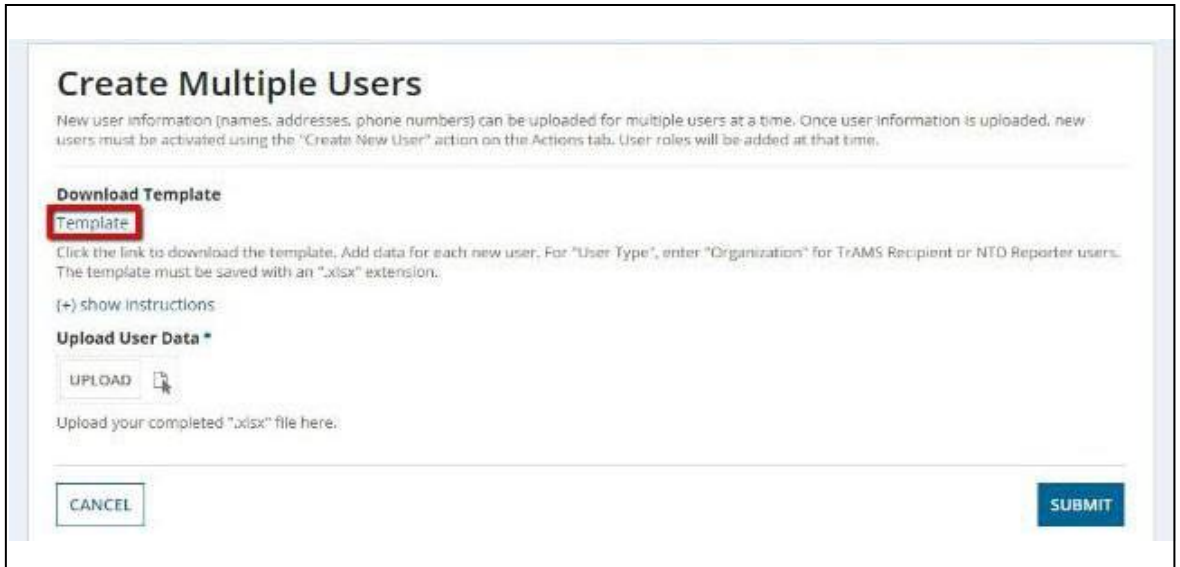 Create Multiple Users
New user information (names, addresses, phone numbers) can be uploaded for multiple users at a time. Once user information is uploaded, new
users must be activated using the "Create New User" action on the Actions tab. User roles will be added at that time.
Download Template
Template
Click the link to download the template. Add data for each new user. For "User Type", enter "Organization" for TrAMS Recipient or NTD Reporter users.
The template must be saved with an ".xlsx" extension.
(+) show instructions
Upload User Data *
UPLOAD
Upload your completed ".xlsx" file here.
CANCEL
SUBMIT